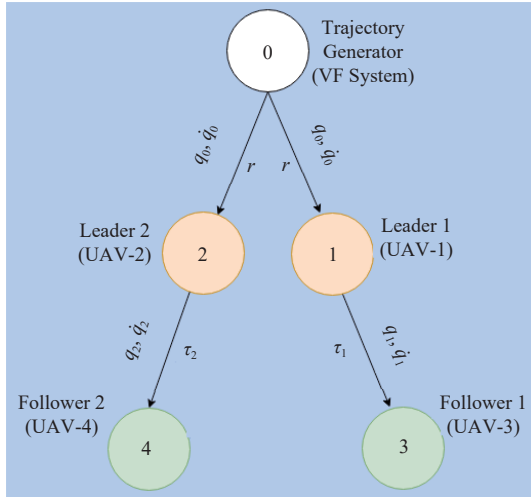 0
Trajectory
Generator
(VF System)
q₀, q̇₀
r
r
q₀, q̇₀
Leader 2
(UAV-2)
2
1
Leader 1
(UAV-1)
q₂, q̇₂
τ₂
τ₁
q₁, q̇₁
Follower 2
(UAV-4)
4
3
Follower 1
(UAV-3)